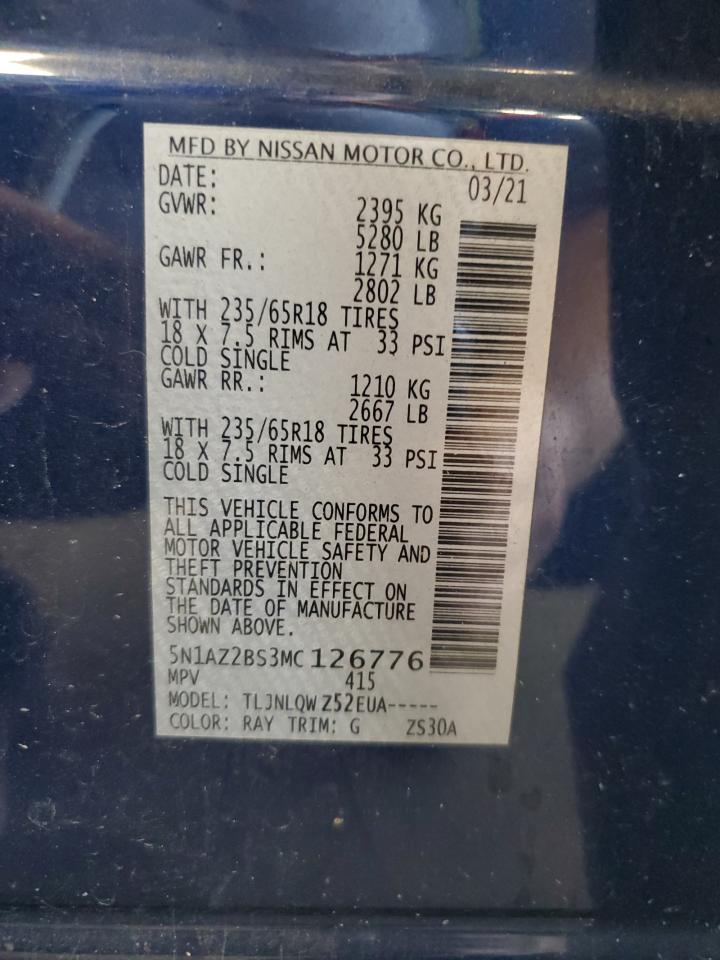 MFD BY NISSAN MOTOR CO., LTD.
DATE: 03/21
GVWR: 2395 KG
5280 LB
GAWR FR.: 1271 KG
2802 LB
WITH 235/65R18 TIRES
18 X 7.5 RIMS AT 33 PSI
COLD SINGLE
GAWR RR.: 1210 KG
2667 LB
WITH 235/65R18 TIRES
18 X 7.5 RIMS AT 33 PSI
COLD SINGLE
THIS VEHICLE CONFORMS TO
ALL APPLICABLE FEDERAL
MOTOR VEHICLE SAFETY AND
THEFT PREVENTION
STANDARDS IN EFFECT ON
THE DATE OF MANUFACTURE
SHOWN ABOVE.
5N1AZ2BS3MC126776
MPV 415
MODEL: TLJNLQWZ52EUA-----
COLOR: RAY TRIM: G ZS30A